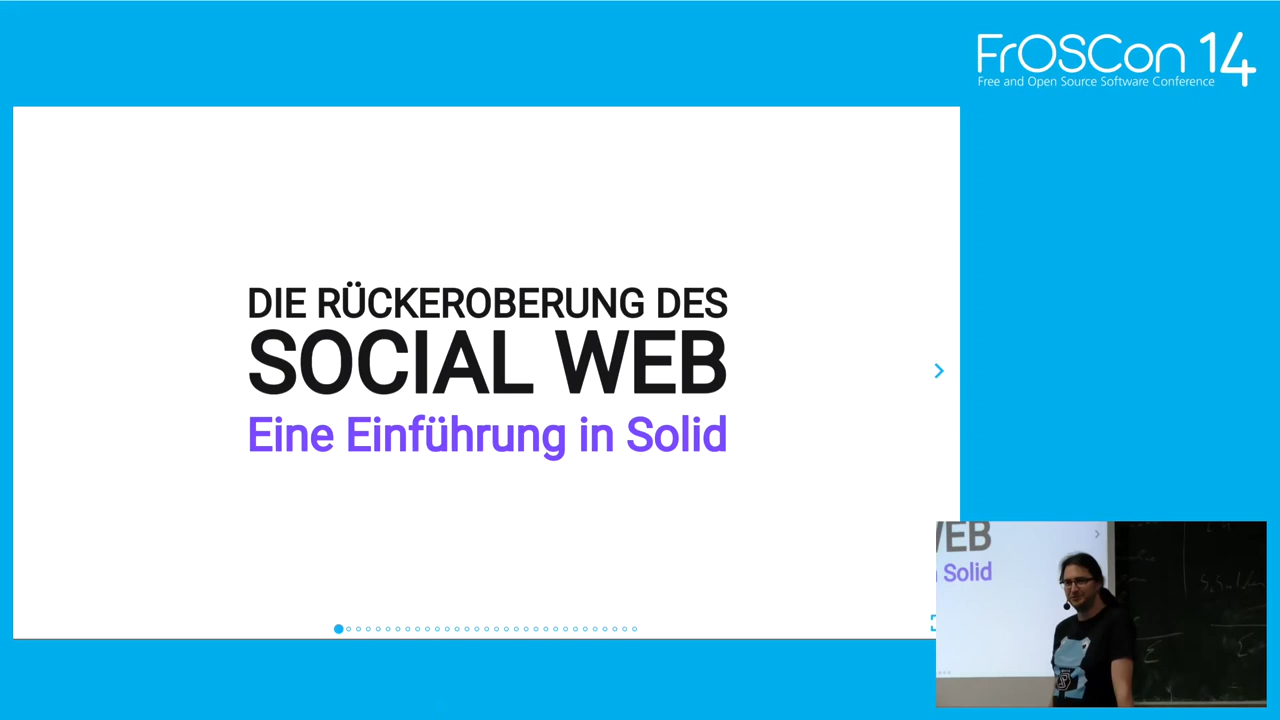 FrOSCon 14
Free and Open Source Software Conference
DIE RÜCKEROBERUNG DES
SOCIAL WEB
Eine Einführung in Solid
WEB
Solid